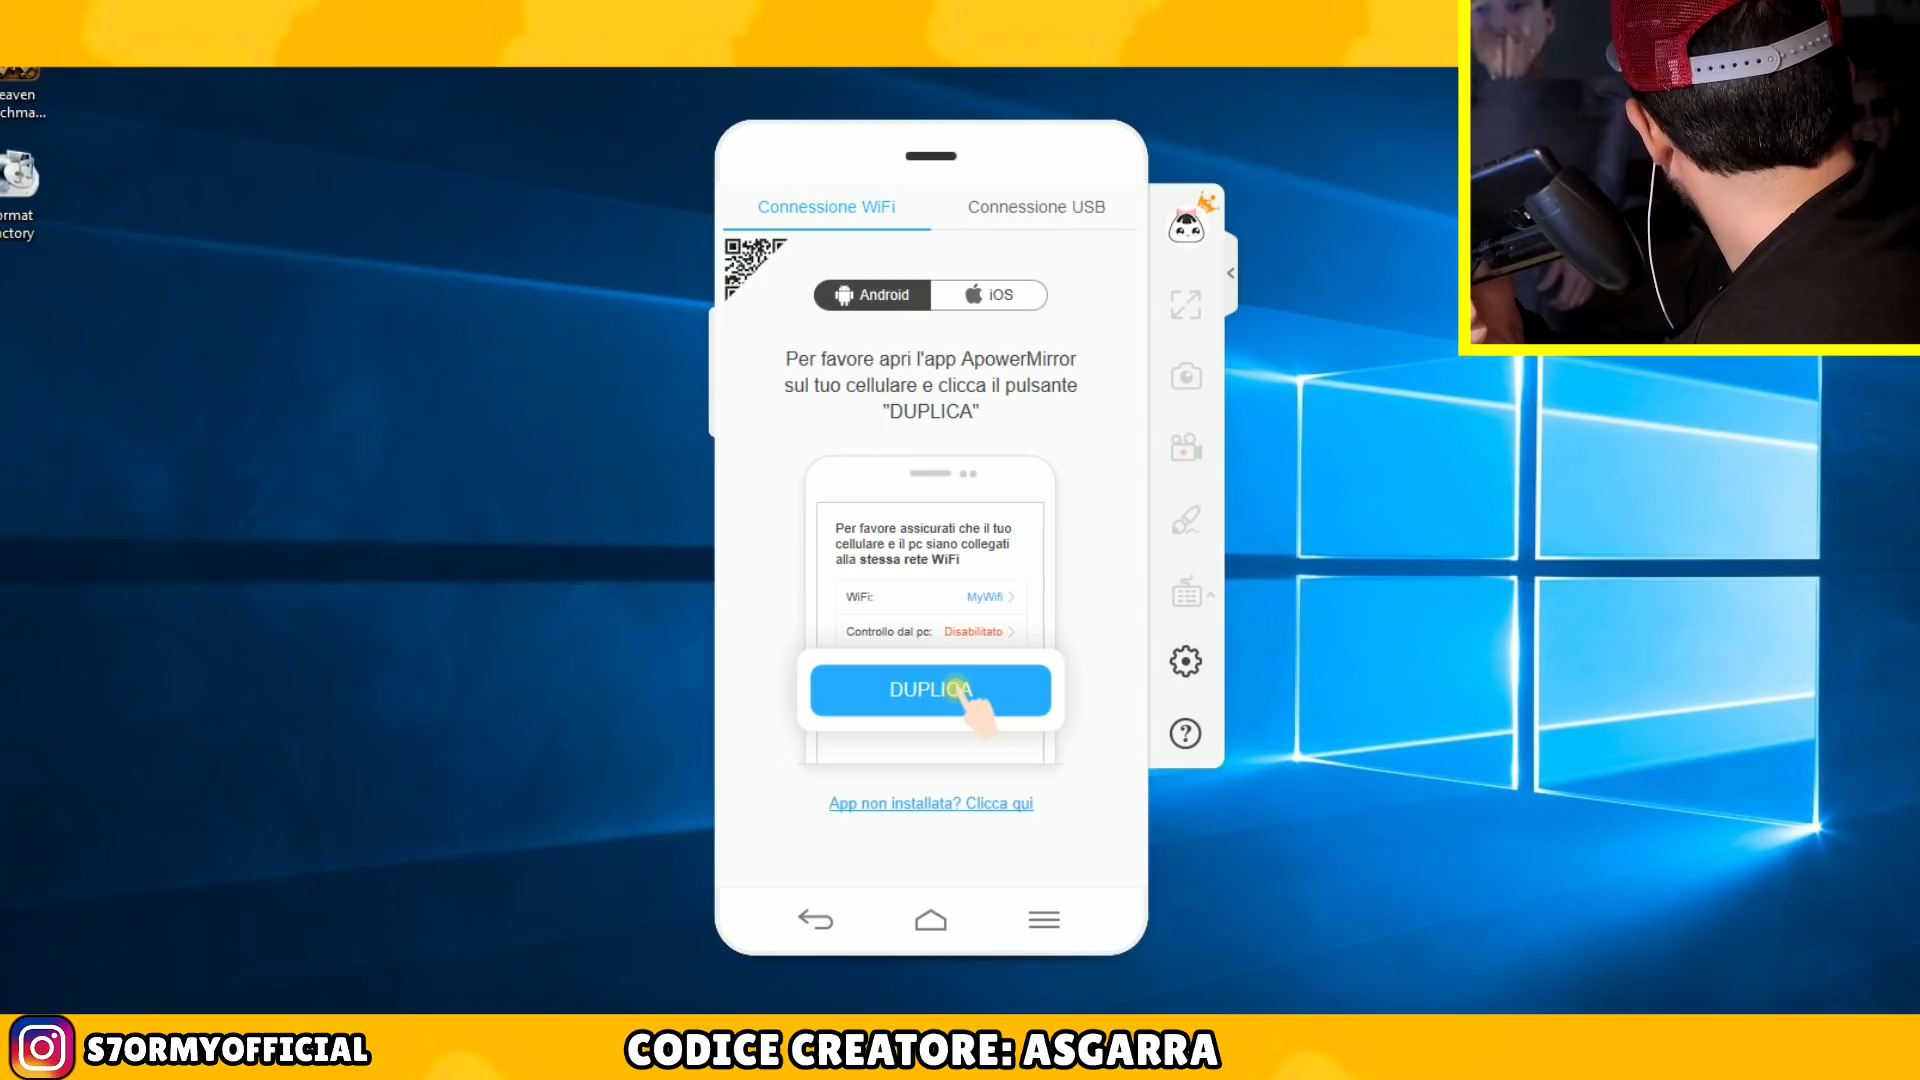 eaven
chma...
ormat
actory
Connessione WiFi
Connessione USB
Android
iOS
Per favore apri l'app ApowerMirror
sul tuo cellulare e clicca il pulsante
"DUPLICA"
Per favore assicurati che il tuo
cellulare e il pc siano collegati
alla stessa rete WiFi
WiFi:
MyWifi
Controllo dal pc:
Disabilitato
DUPLICA
App non installata? Clicca qui
S7ORMYOFFICIAL
CODICE CREATORE: ASGARRA